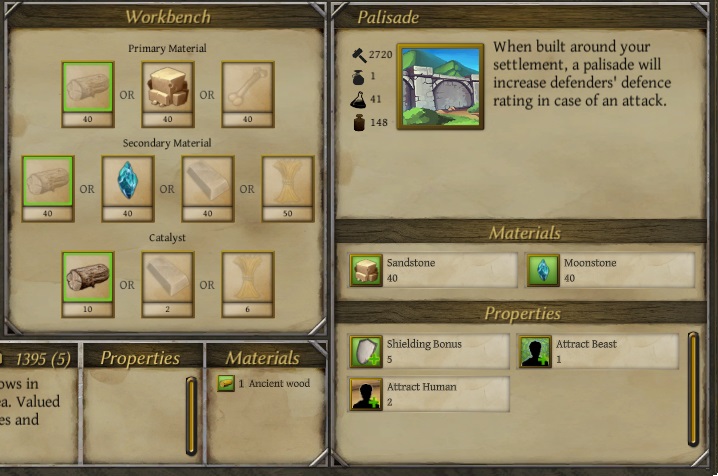 Workbench
Primary Material
OR
OR
40
40
40
Secondary Material
OR
OR
OR
40
40
40
50
Catalyst
OR
OR
10
2
6
1395 (5)
ows in
ea. Valued
es and
Properties
Materials
1 Ancient wood
Palisade
2720
1
41
148
When built around your
settlement, a palisade will
increase defenders' defence
rating in case of an attack.
Materials
Sandstone
40
Moonstone
40
Properties
Shielding Bonus
5
Attract Beast
1
Attract Human
2